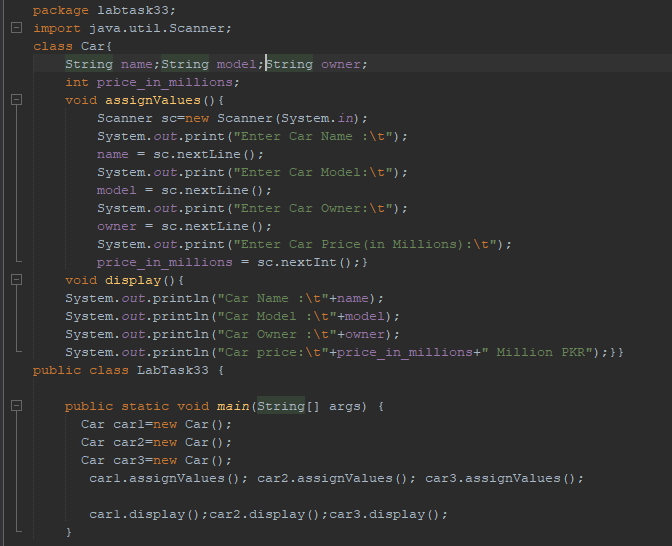 package labtask33;
import java.util.Scanner;
class Car{
    String name;String model;String owner;
    int price_in_millions;
    void assignValues(){
        Scanner sc=new Scanner(System.in);
        System.out.print("Enter Car Name :\t");
        name = sc.nextLine();
        System.out.print("Enter Car Model:\t");
        model = sc.nextLine();
        System.out.print("Enter Car Owner:\t");
        owner = sc.nextLine();
        System.out.print("Enter Car Price(in Millions):\t");
        price_in_millions = sc.nextInt();}
    void display(){
    System.out.println("Car Name :\t"+name);
    System.out.println("Car Model :\t"+model);
    System.out.println("Car Owner :\t"+owner);
    System.out.println("Car price:\t"+price_in_millions+" Million PKR");}}
public class LabTask33 {
    public static void main(String[] args) {
      Car car1=new Car();
      Car car2=new Car();
      Car car3=new Car();
       car1.assignValues(); car2.assignValues(); car3.assignValues();
       car1.display();car2.display();car3.display();
    }